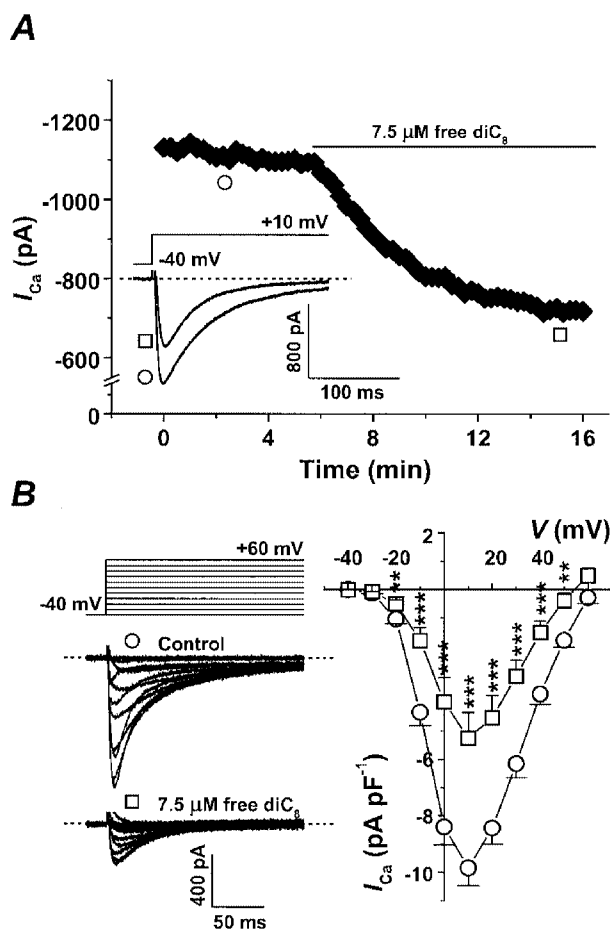 A
7.5 μM free diC8
-1200
-1000
-800
-600
0
ICa (pA)
+10 mV
-40 mV
800 pA
100 ms
0 4 8 12 16
Time (min)
B
+60 mV
-40 mV
Control
7.5 μM free diC8
400 pA
50 ms
2
V (mV)
-40 -20 20 40
** *** *** *** *** *** *** **
-6
-8
-10
ICa (pA pF-1)